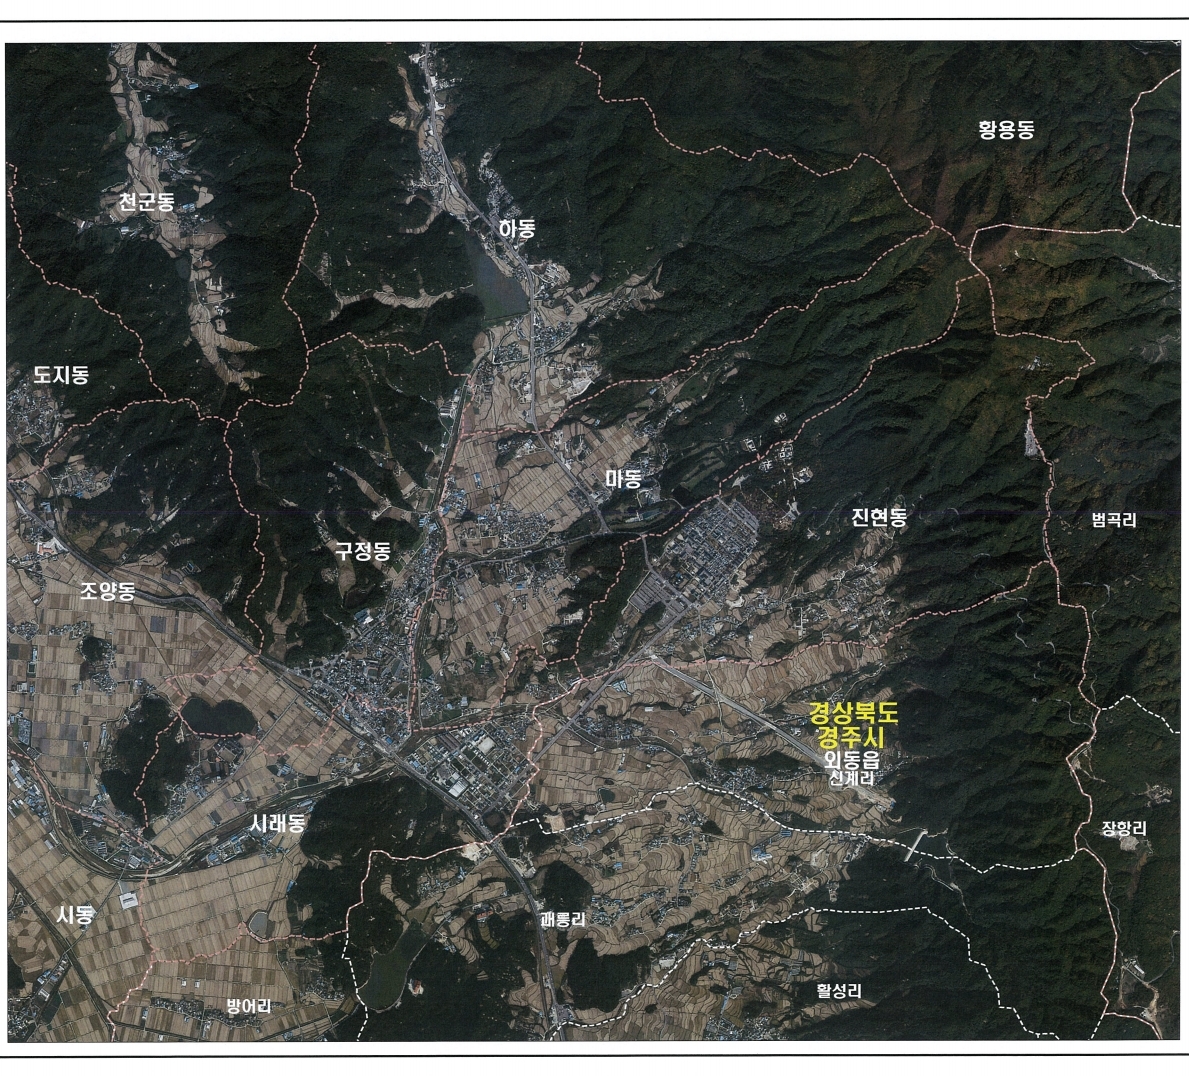 황용동
천군동
하동
도지동
마동
진현동
범곡리
구정동
조양동
경상북도
경주시
외동읍
신계리
시래동
장항리
시동
괘릉리
활성리
방어리